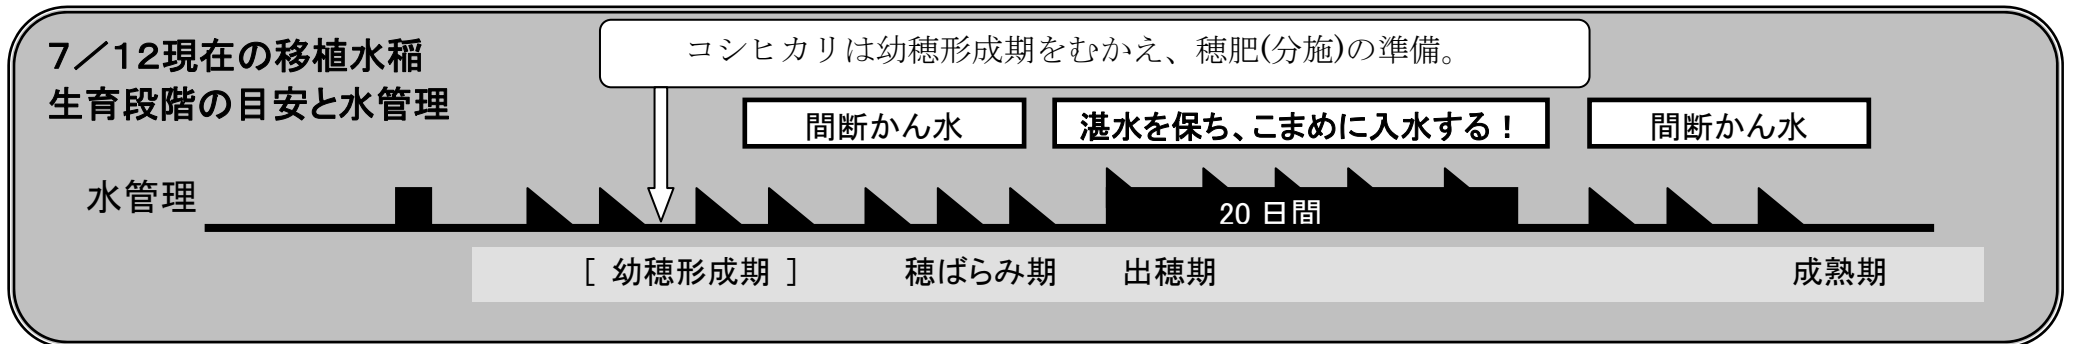 7／12現在の移植水稲
生育段階の目安と水管理
コシヒカリは幼穂形成期をむかえ、穂肥(分施)の準備。
間断かん水
湛水を保ち、こまめに入水する！
間断かん水
水管理
20 日間
[ 幼穂形成期 ]
穂ばらみ期
出穂期
成熟期